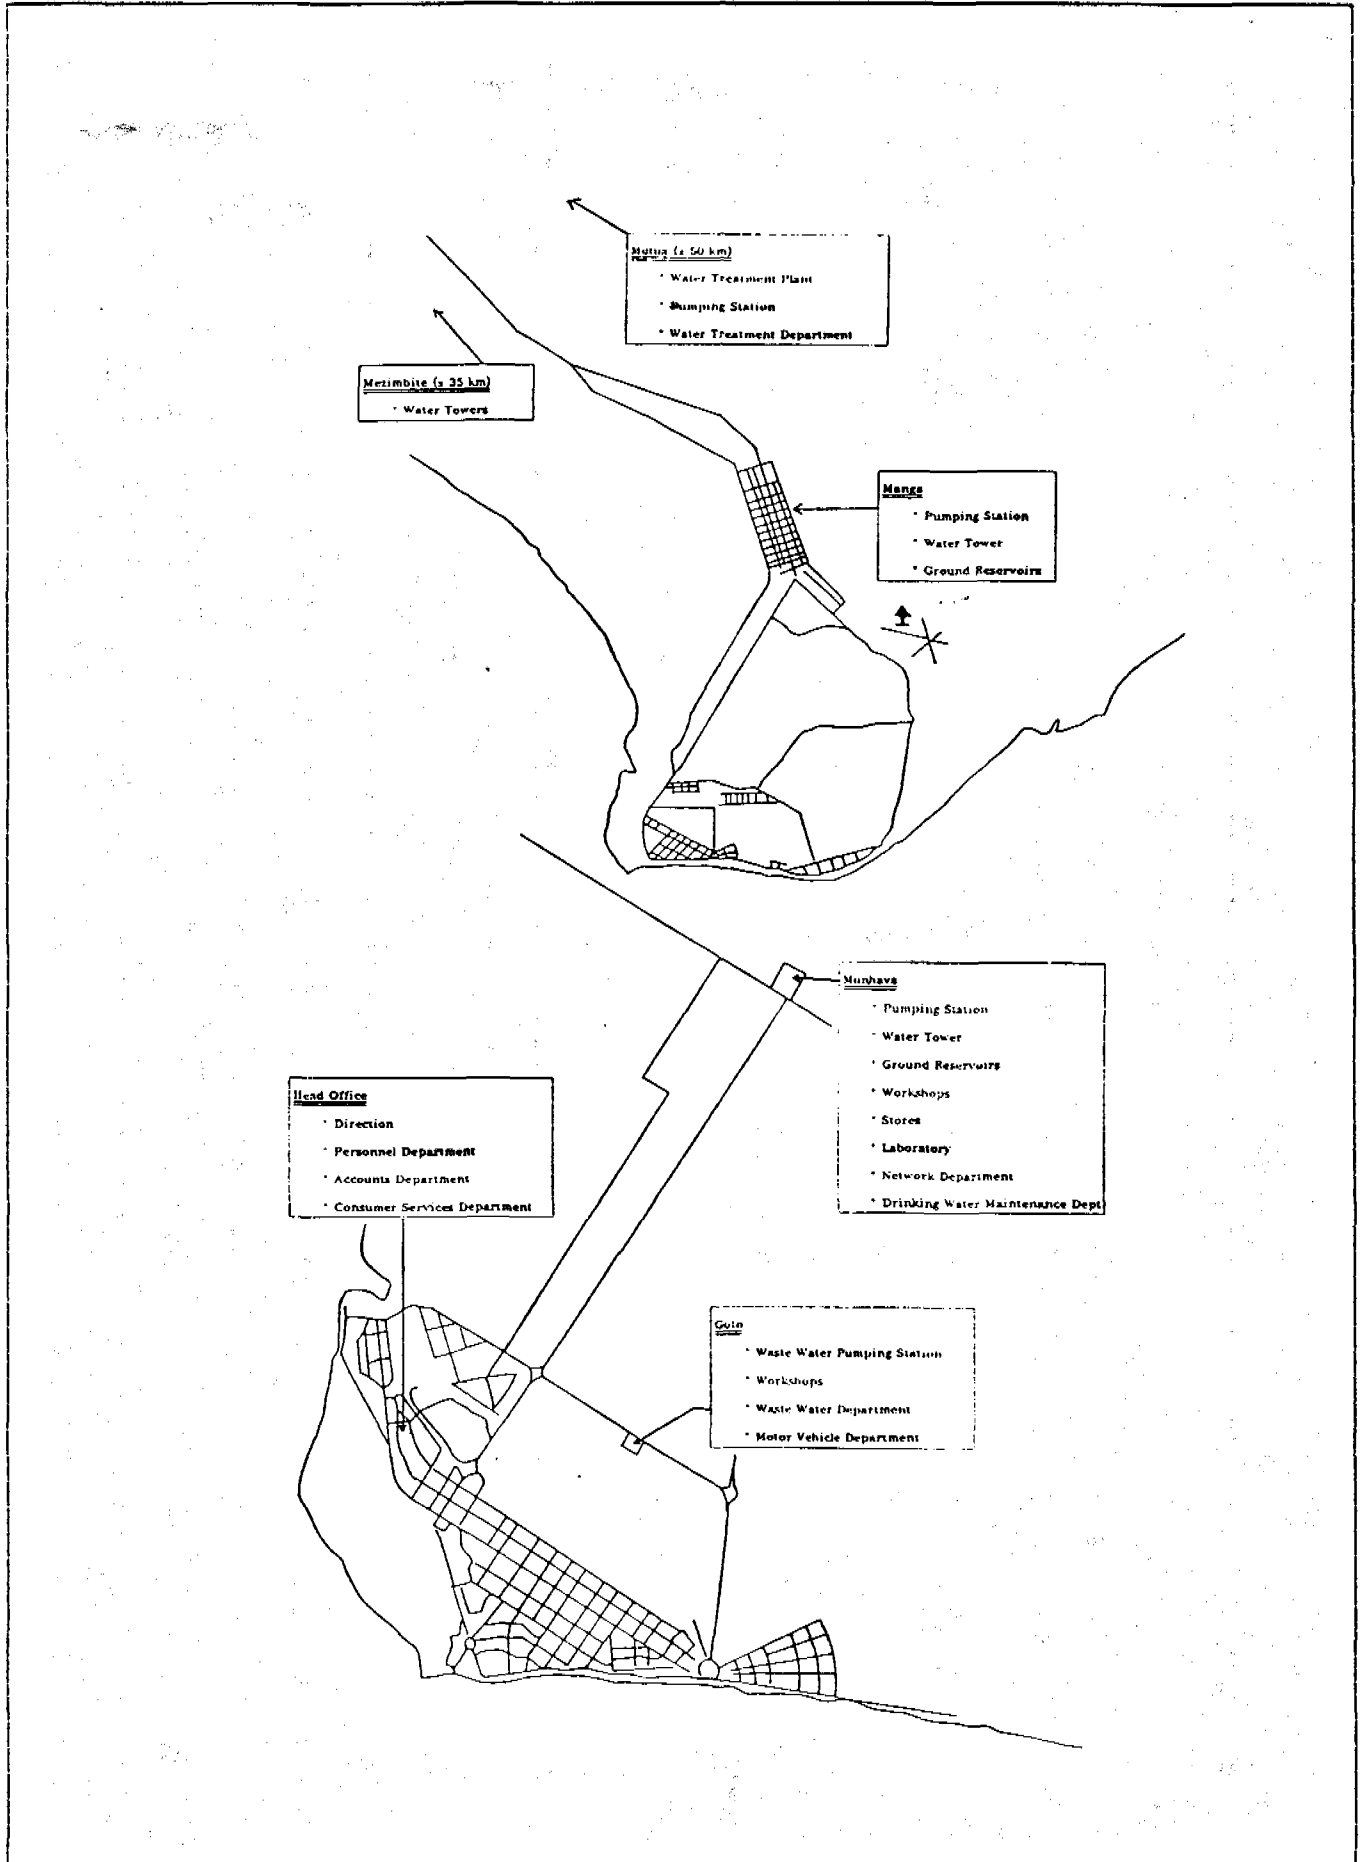 Mutua (± 50 km)
* Water Treatment Plant
* Pumping Station
* Water Treatment Department
Mezimbite (± 35 km)
* Water Towers
Manga
* Pumping Station
* Water Tower
* Ground Reservoirs
Munhava
* Pumping Station
* Water Tower
* Ground Reservoirs
* Workshops
* Stores
* Laboratory
* Network Department
* Drinking Water Maintenance Dept
Head Office
* Direction
* Personnel Department
* Accounts Department
* Consumer Services Department
Goto
* Waste Water Pumping Station
* Workshops
* Waste Water Department
* Motor Vehicle Department